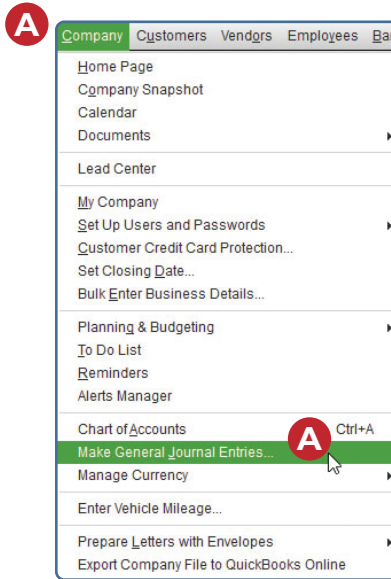 A
Company Customers Vendors Employees Ba
Home Page
Company Snapshot
Calendar
Documents
Lead Center
My Company
Set Up Users and Passwords
Customer Credit Card Protection...
Set Closing Date...
Bulk Enter Business Details...
Planning & Budgeting
To Do List
Reminders
Alerts Manager
Chart of Accounts Ctrl+A
Make General Journal Entries... A
Manage Currency
Enter Vehicle Mileage...
Prepare Letters with Envelopes
Export Company File to QuickBooks Online